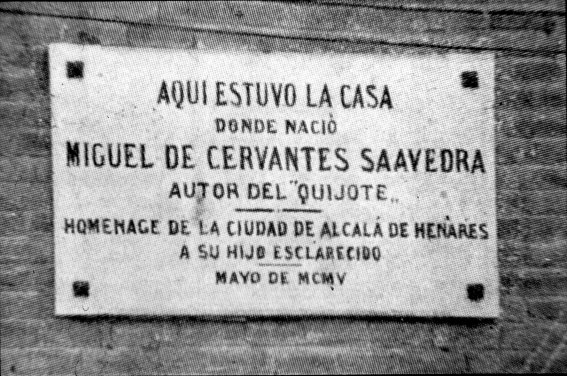 AQUI ESTUVO LA CASA
DONDE NACIÒ
MIGUEL DE CERVANTES SAAVEDRA
AUTOR DEL "QUIJOTE„
HOMENAGE DE LA CIUDAD DE ALCALÁ DE HENARES
A SU HIJO ESCLARECIDO
MAYO DE MCMV